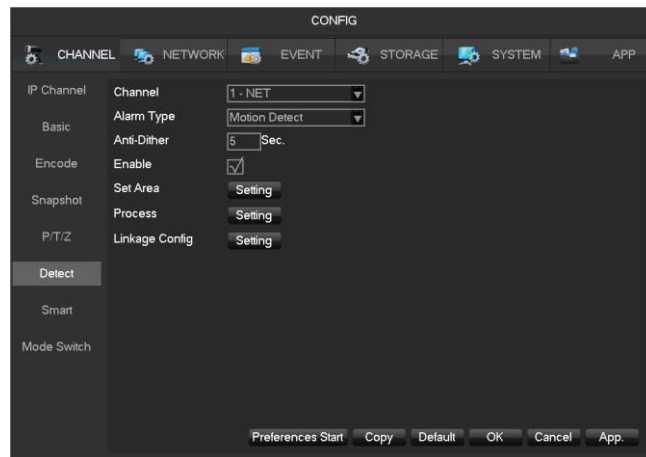 CONFIG
CHANNEL NETWORK EVENT STORAGE SYSTEM APP
IP Channel
Basic
Encode
Snapshot
P/T/Z
Detect
Smart
Mode Switch
Channel 1 - NET
Alarm Type Motion Detect
Anti-Dither 5 Sec.
Enable
Set Area Setting
Process Setting
Linkage Config Setting
Preferences Start Copy Default OK Cancel App.